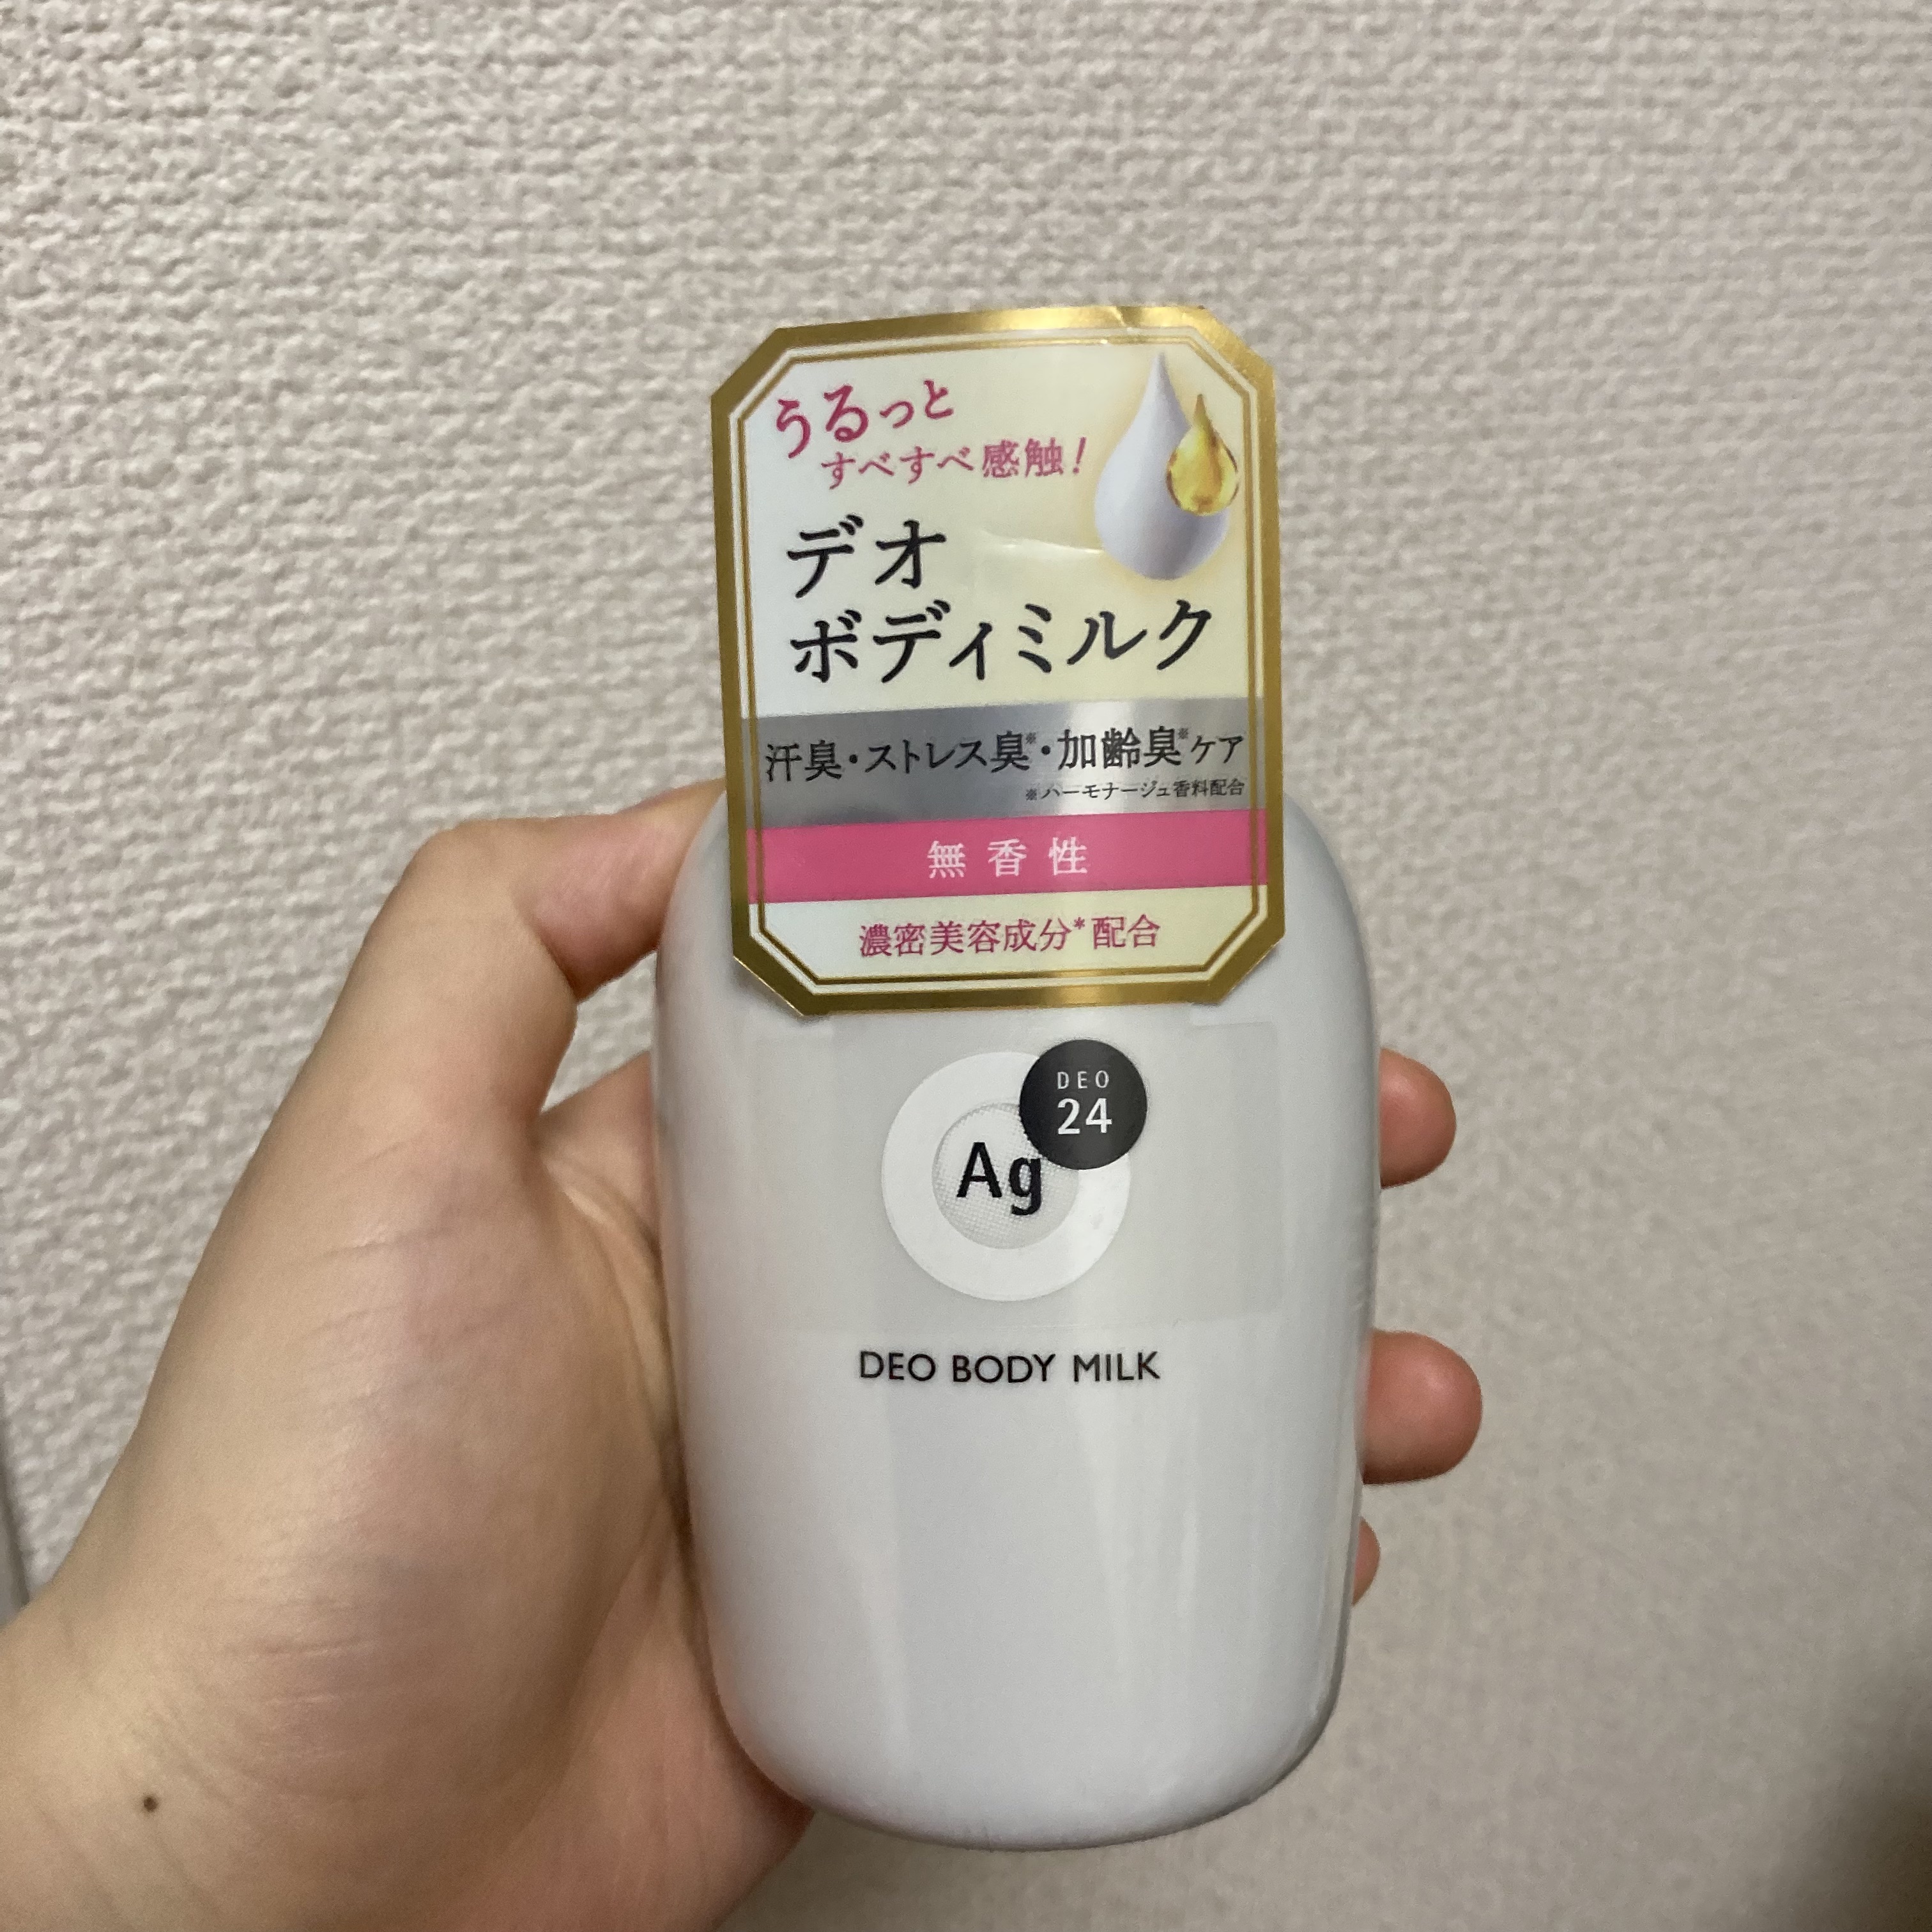 うるっと
すべすべ感触!
デオ
ボディミルク
汗臭・ストレス臭※・加齢臭※ケア
※ハーモナージュ香料配合
無香性
濃密美容成分*配合
DEO
24
Ag
DEO BODY MILK